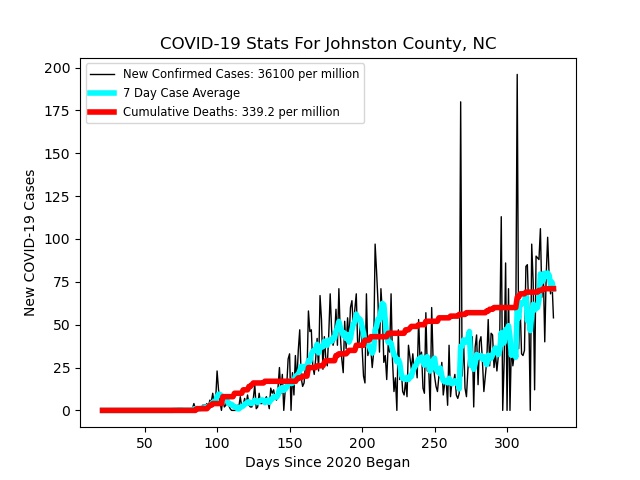 COVID-19 Stats For Johnston County, NC
New Confirmed Cases: 36100 per million
7 Day Case Average
Cumulative Deaths: 339.2 per million
New COVID-19 Cases
200
175
150
125
100
75
50
25
0
50
100
150
200
250
300
Days Since 2020 Began